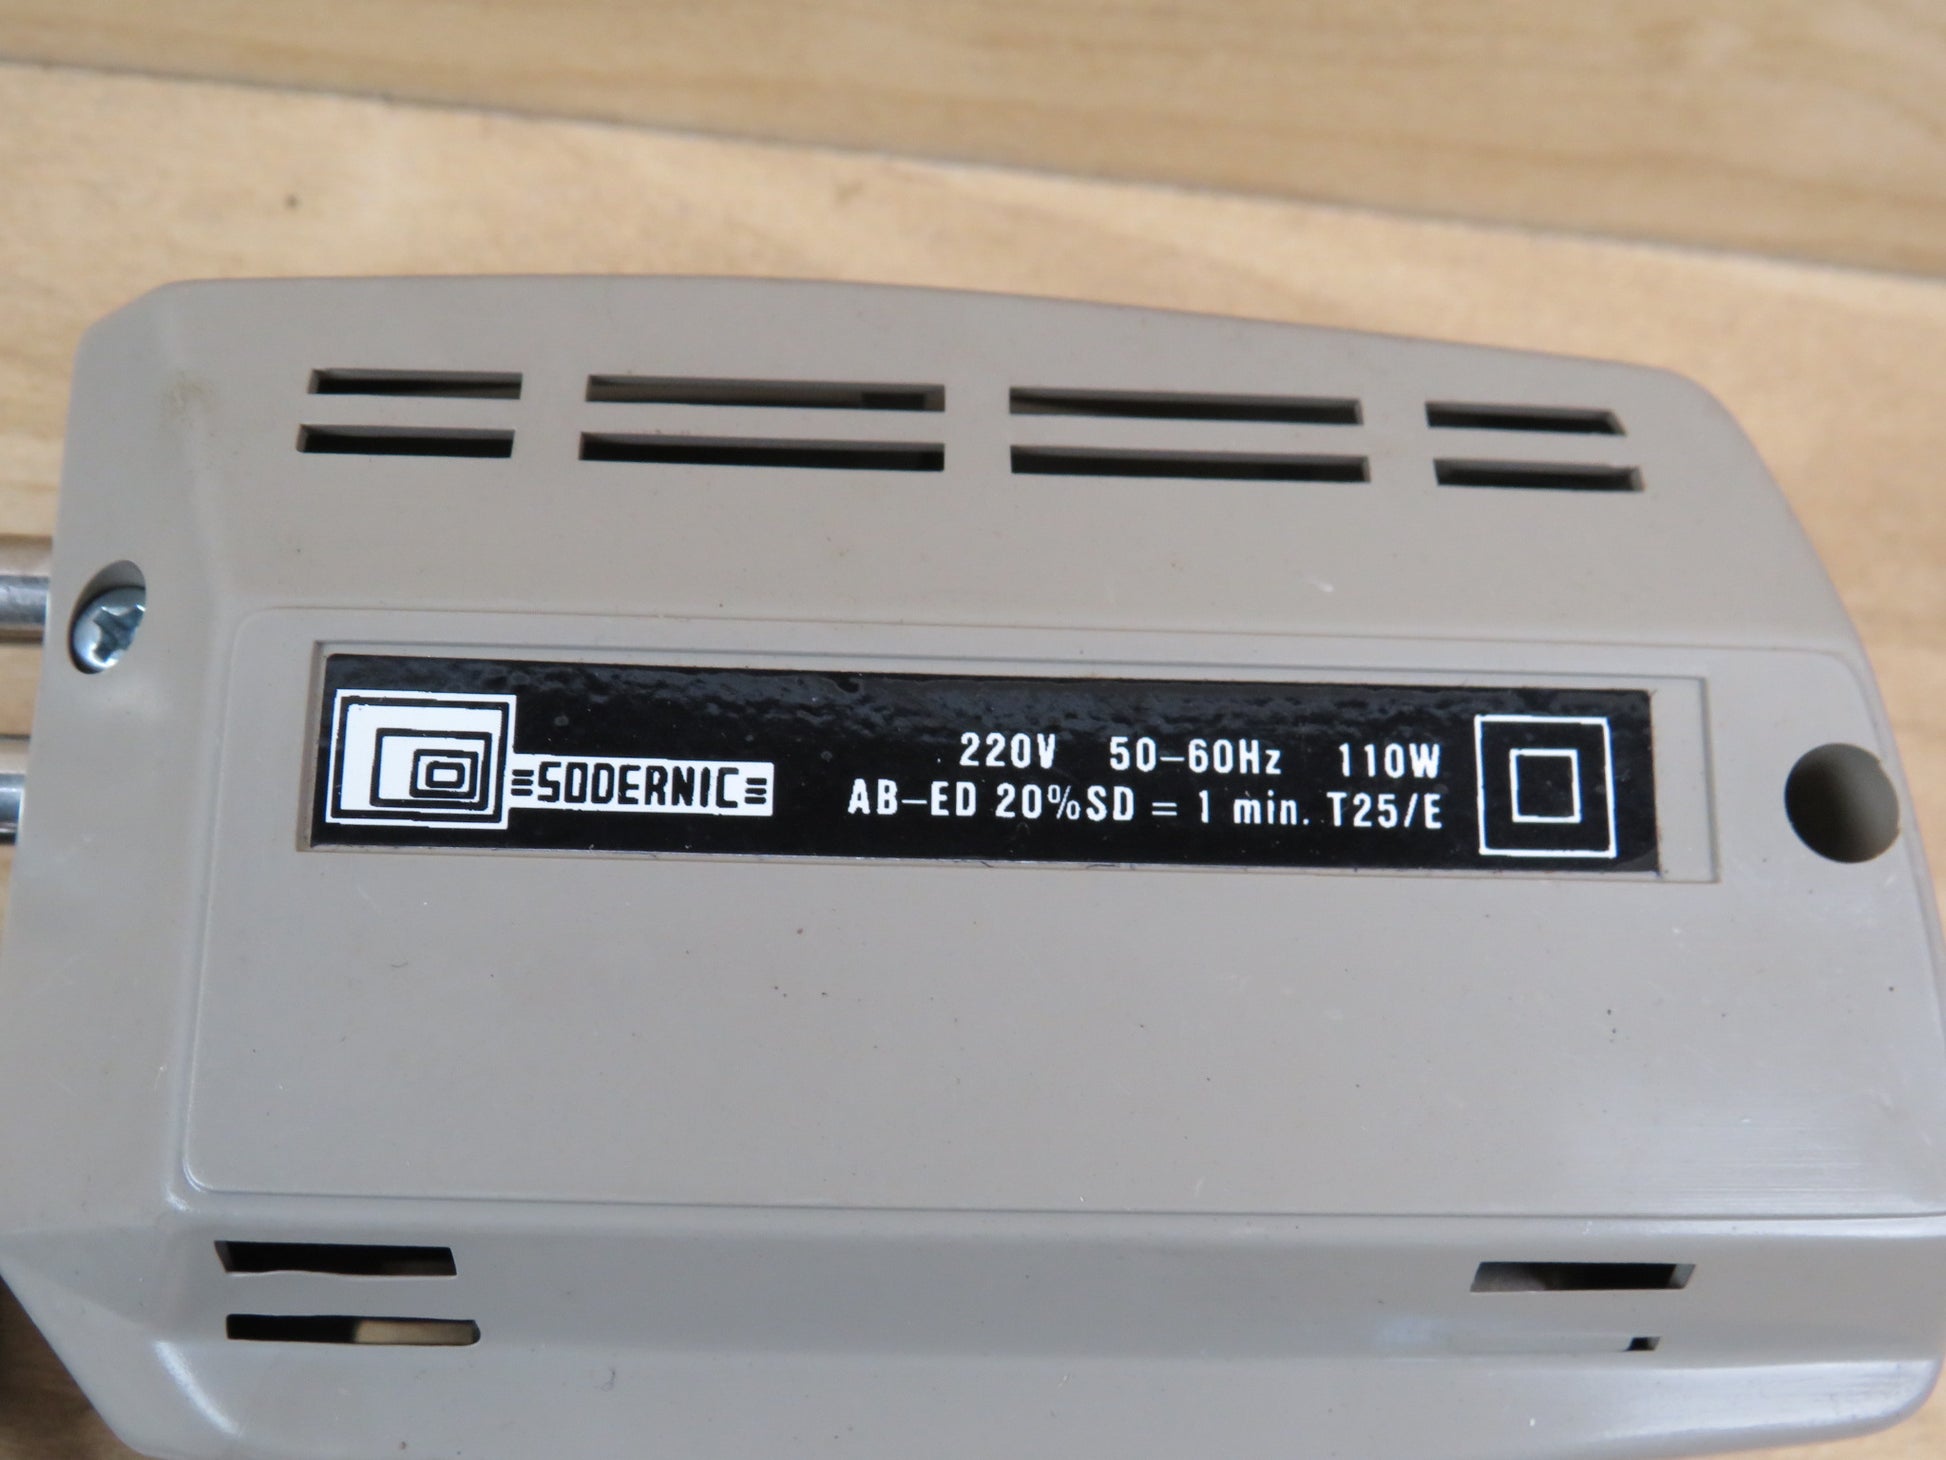 SODERNIC
220V 50-60Hz 110W
AB-ED 20%SD = 1 min. T25/E